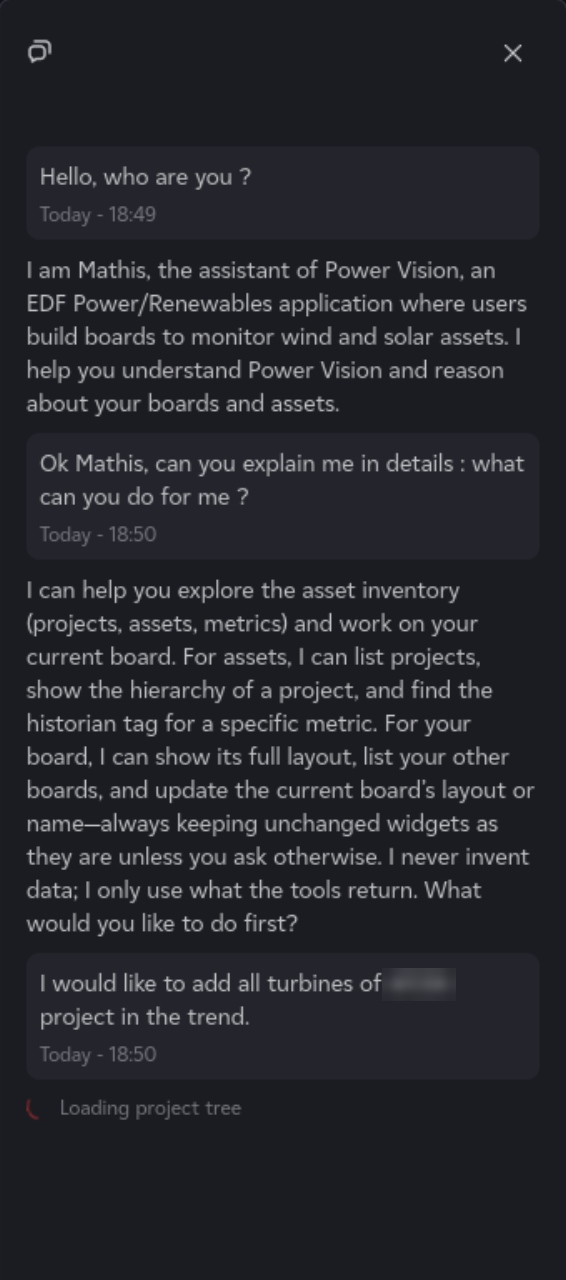 Hello, who are you ?
Today - 18:49
I am Mathis, the assistant of Power Vision, an
EDF Power/Renewables application where users
build boards to monitor wind and solar assets. I
help you understand Power Vision and reason
about your boards and assets.
Ok Mathis, can you explain me in details : what
can you do for me ?
Today - 18:50
I can help you explore the asset inventory
(projects, assets, metrics) and work on your
current board. For assets, I can list projects,
show the hierarchy of a project, and find the
historian tag for a specific metric. For your
board, I can show its full layout, list your other
boards, and update the current board's layout or
name—always keeping unchanged widgets as
they are unless you ask otherwise. I never invent
data; I only use what the tools return. What
would you like to do first?
I would like to add all turbines of
project in the trend.
Today - 18:50
Loading project tree